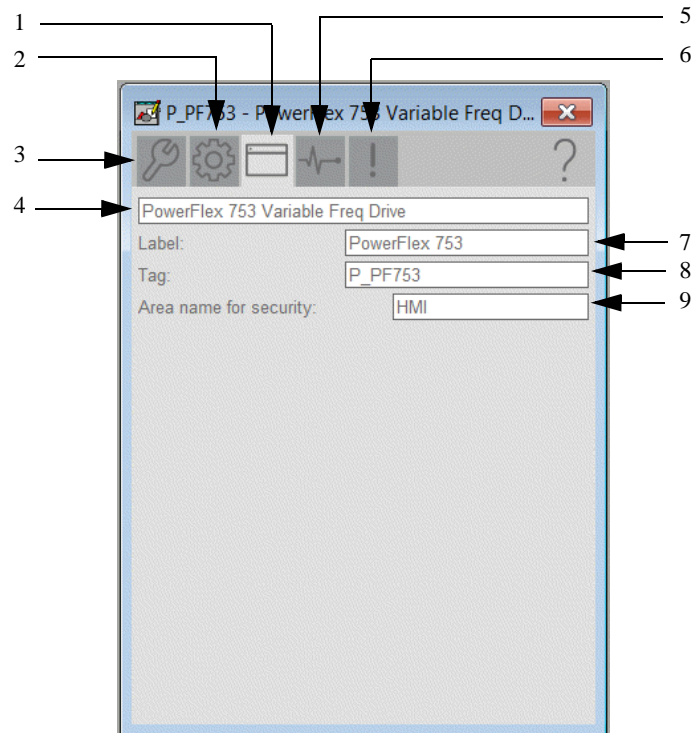 1
5
2
6
P_PF753 - PowerFlex 753 Variable Freq D...
3
?
4
PowerFlex 753 Variable Freq Drive
Label:
PowerFlex 753
7
Tag:
P_PF753
8
Area name for security:
HMI
9